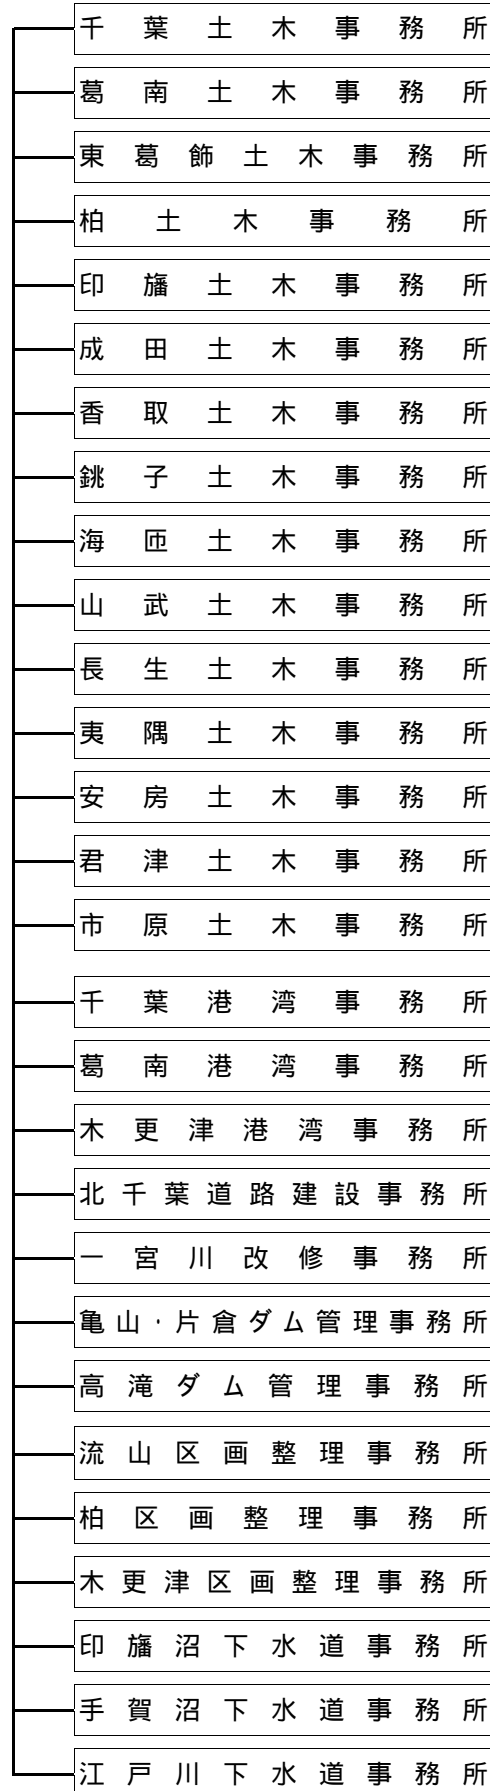 千葉土木事務所
葛南土木事務所
東葛飾土木事務所
柏土木事務所
印旛土木事務所
成田土木事務所
香取土木事務所
銚子土木事務所
海匝土木事務所
山武土木事務所
長生土木事務所
夷隅土木事務所
安房土木事務所
君津土木事務所
市原土木事務所
千葉港湾事務所
葛南港湾事務所
木更津港湾事務所
北千葉道路建設事務所
一宮川改修事務所
亀山・片倉ダム管理事務所
高滝ダム管理事務所
流山区画整理事務所
柏区画整理事務所
木更津区画整理事務所
印旛沼下水道事務所
手賀沼下水道事務所
江戸川下水道事務所